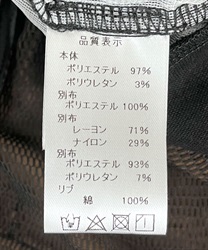 品質表示
本体
ポリエステル 97%
ポリウレタン 3%
別布
ポリエステル 100%
別布
レーヨン 71%
ナイロン 29%
別布
ポリエステル 93%
ポリウレタン 7%
リブ
綿 100%